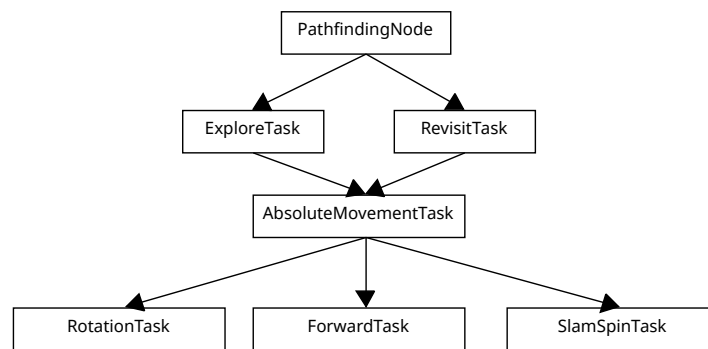 PathfindingNode
ExploreTask
RevisitTask
AbsoluteMovementTask
RotationTask
ForwardTask
SlamSpinTask